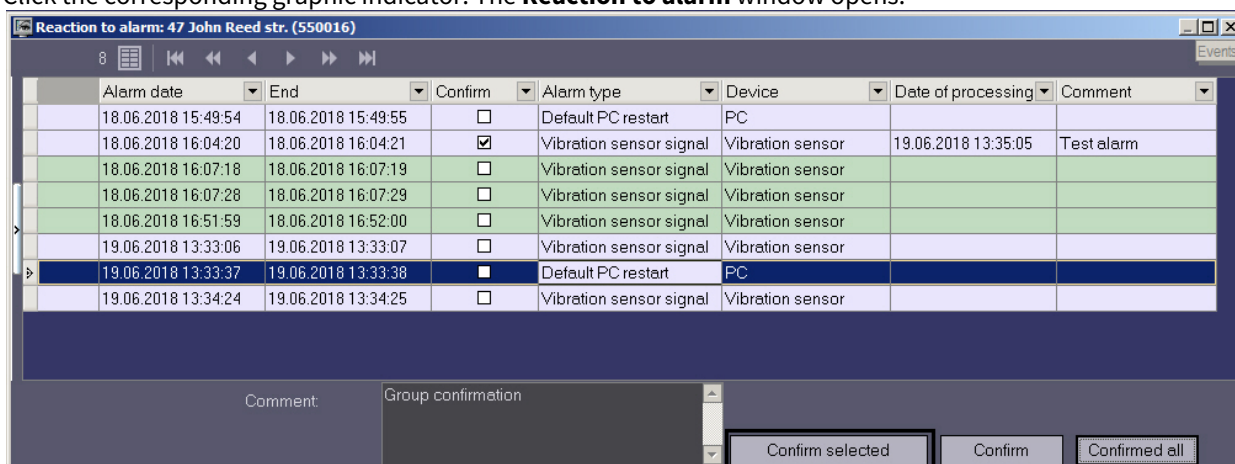 Click the corresponding graphic indicator. The Reaction to alarm window opens.
Reaction to alarm: 47 John Reed str. (550016)
8
Events
Alarm date End Confirm Alarm type Device Date of processing Comment
18.06.2018 15:49:54 18.06.2018 15:49:55 Default PC restart PC
18.06.2018 16:04:20 18.06.2018 16:04:21 Vibration sensor signal Vibration sensor 19.06.2018 13:35:05 Test alarm
18.06.2018 16:07:18 18.06.2018 16:07:19 Vibration sensor signal Vibration sensor
18.06.2018 16:07:28 18.06.2018 16:07:29 Vibration sensor signal Vibration sensor
18.06.2018 16:51:59 18.06.2018 16:52:00 Vibration sensor signal Vibration sensor
19.06.2018 13:33:06 19.06.2018 13:33:07 Vibration sensor signal Vibration sensor
19.06.2018 13:33:37 19.06.2018 13:33:38 Default PC restart PC
19.06.2018 13:34:24 19.06.2018 13:34:25 Vibration sensor signal Vibration sensor
Comment: Group confirmation
Confirm selected Confirm Confirmed all